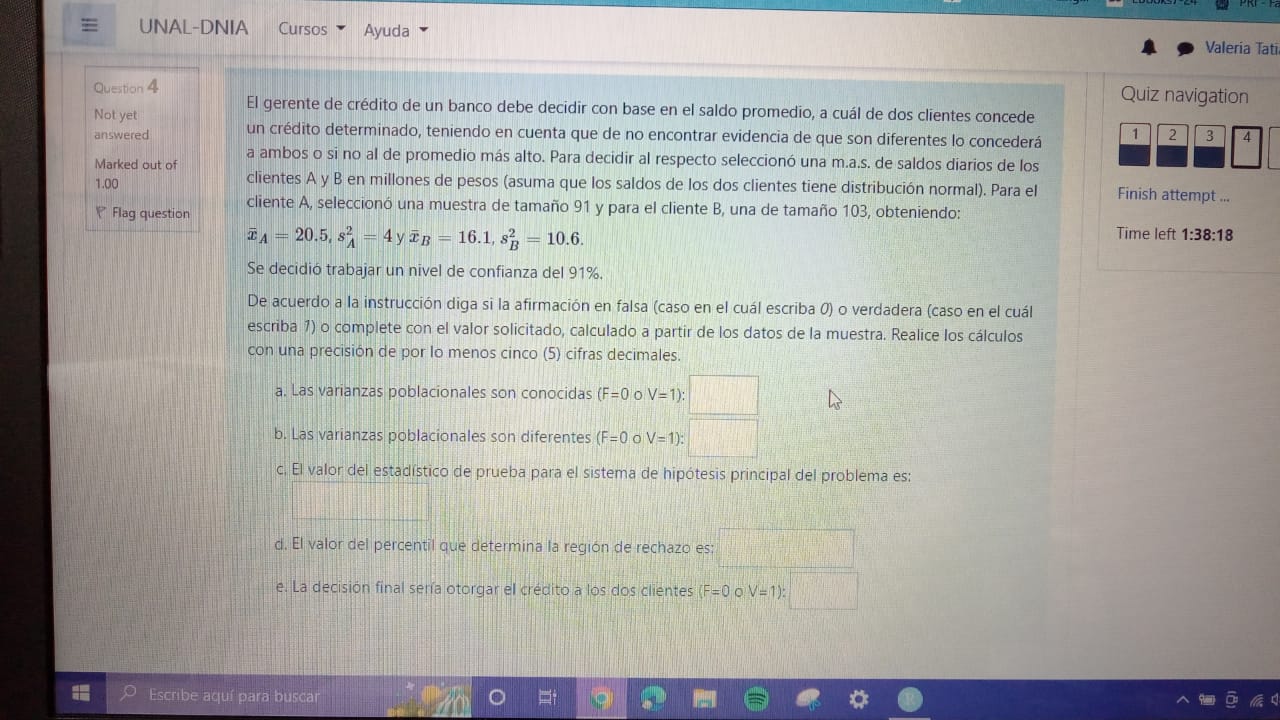 PRI - Fa
UNAL-DNIA Cursos Ayuda
Valeria Tati
Question 4
Not yet
answered
Marked out of
1.00
Flag question
El gerente de crédito de un banco debe decidir con base en el saldo promedio, a cuál de dos clientes concede
un crédito determinado, teniendo en cuenta que de no encontrar evidencia de que son diferentes lo concederá
a ambos o si no al de promedio más alto. Para decidir al respecto seleccionó una m.a.s. de saldos diarios de los
clientes A y B en millones de pesos (asuma que los saldos de los dos clientes tiene distribución normal). Para el
cliente A, seleccionó una muestra de tamaño 91 y para el cliente B, una de tamaño 103, obteniendo:
x̄_A = 20.5, s²_A = 4 y x̄_B = 16.1, s²_B = 10.6.
Se decidió trabajar un nivel de confianza del 91%.
De acuerdo a la instrucción diga si la afirmación en falsa (caso en el cuál escriba 0) o verdadera (caso en el cuál
escriba 1) o complete con el valor solicitado, calculado a partir de los datos de la muestra. Realice los cálculos
con una precisión de por lo menos cinco (5) cifras decimales.
a. Las varianzas poblacionales son conocidas (F=0 o V=1):
b. Las varianzas poblacionales son diferentes (F=0 o V=1):
c. El valor del estadístico de prueba para el sistema de hipótesis principal del problema es:
d. El valor del percentil que determina la región de rechazo es:
e. La decisión final sería otorgar el crédito a los dos clientes (F=0 o V=1):
Quiz navigation
1 2 3 4
Finish attempt ...
Time left 1:38:18
Escribe aquí para buscar
R